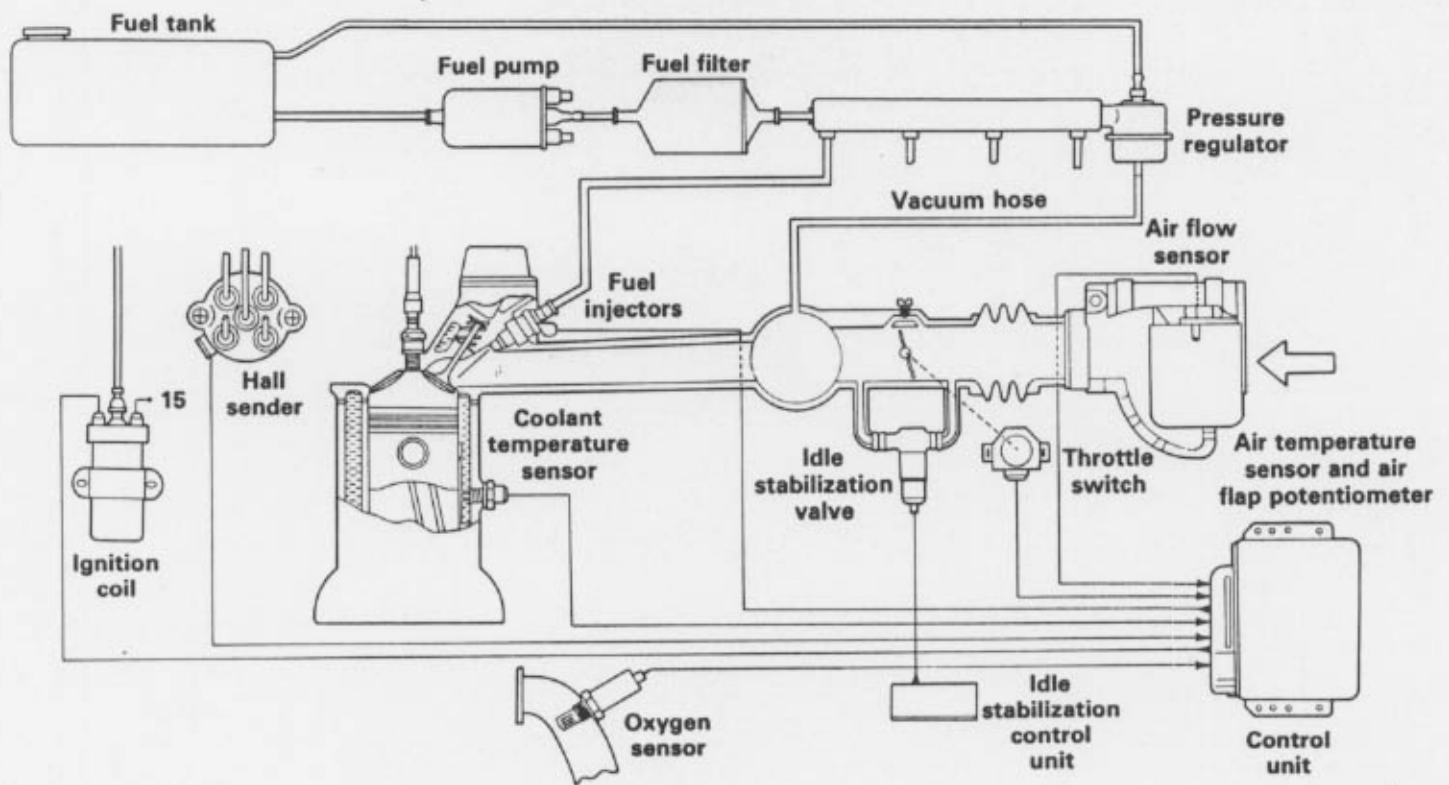 Fuel tank
Fuel pump
Fuel filter
Pressure
regulator
Vacuum hose
Air flow
sensor
Fuel
injectors
Hall
sender
15
Coolant
temperature
sensor
Idle
stabilization
valve
Throttle
switch
Air temperature
sensor and air
flap potentiometer
Ignition
coil
Oxygen
sensor
Idle
stabilization
control
unit
Control
unit